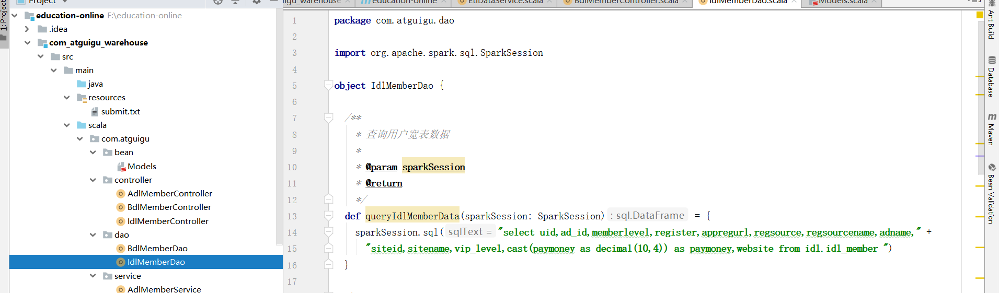 Project
igu_warehouse
education-online
EtlDataService.scala
BdlMemberController.scala
IdlMemberDao.scala
Models.scala
1: Project
education-online F:\education-online
.idea
com_atguigu_warehouse
src
main
java
resources
submit.txt
scala
com.atguigu
bean
Models
controller
AdlMemberController
BdlMemberController
IdlMemberController
dao
BdlMemberDao
IdlMemberDao
service
AdlMemberService
1 package com.atguigu.dao
2
3 import org.apache.spark.sql.SparkSession
4
5 object IdlMemberDao {
6
7 /**
8 * 查询用户宽表数据
9 *
10 * @param sparkSession
11 * @return
12 */
13 def queryIdlMemberData(sparkSession: SparkSession) : sql.DataFrame = {
14 sparkSession.sql( sqlText = "select uid,ad_id,memberlevel,register,appregurl,regsource,regsourcename,adname," +
15 "siteid,sitename,vip_level,cast(paymoney as decimal(10,4)) as paymoney,website from idl.idl_member ")
16 }
17
Ant Build
Database
Maven
Bean Validation